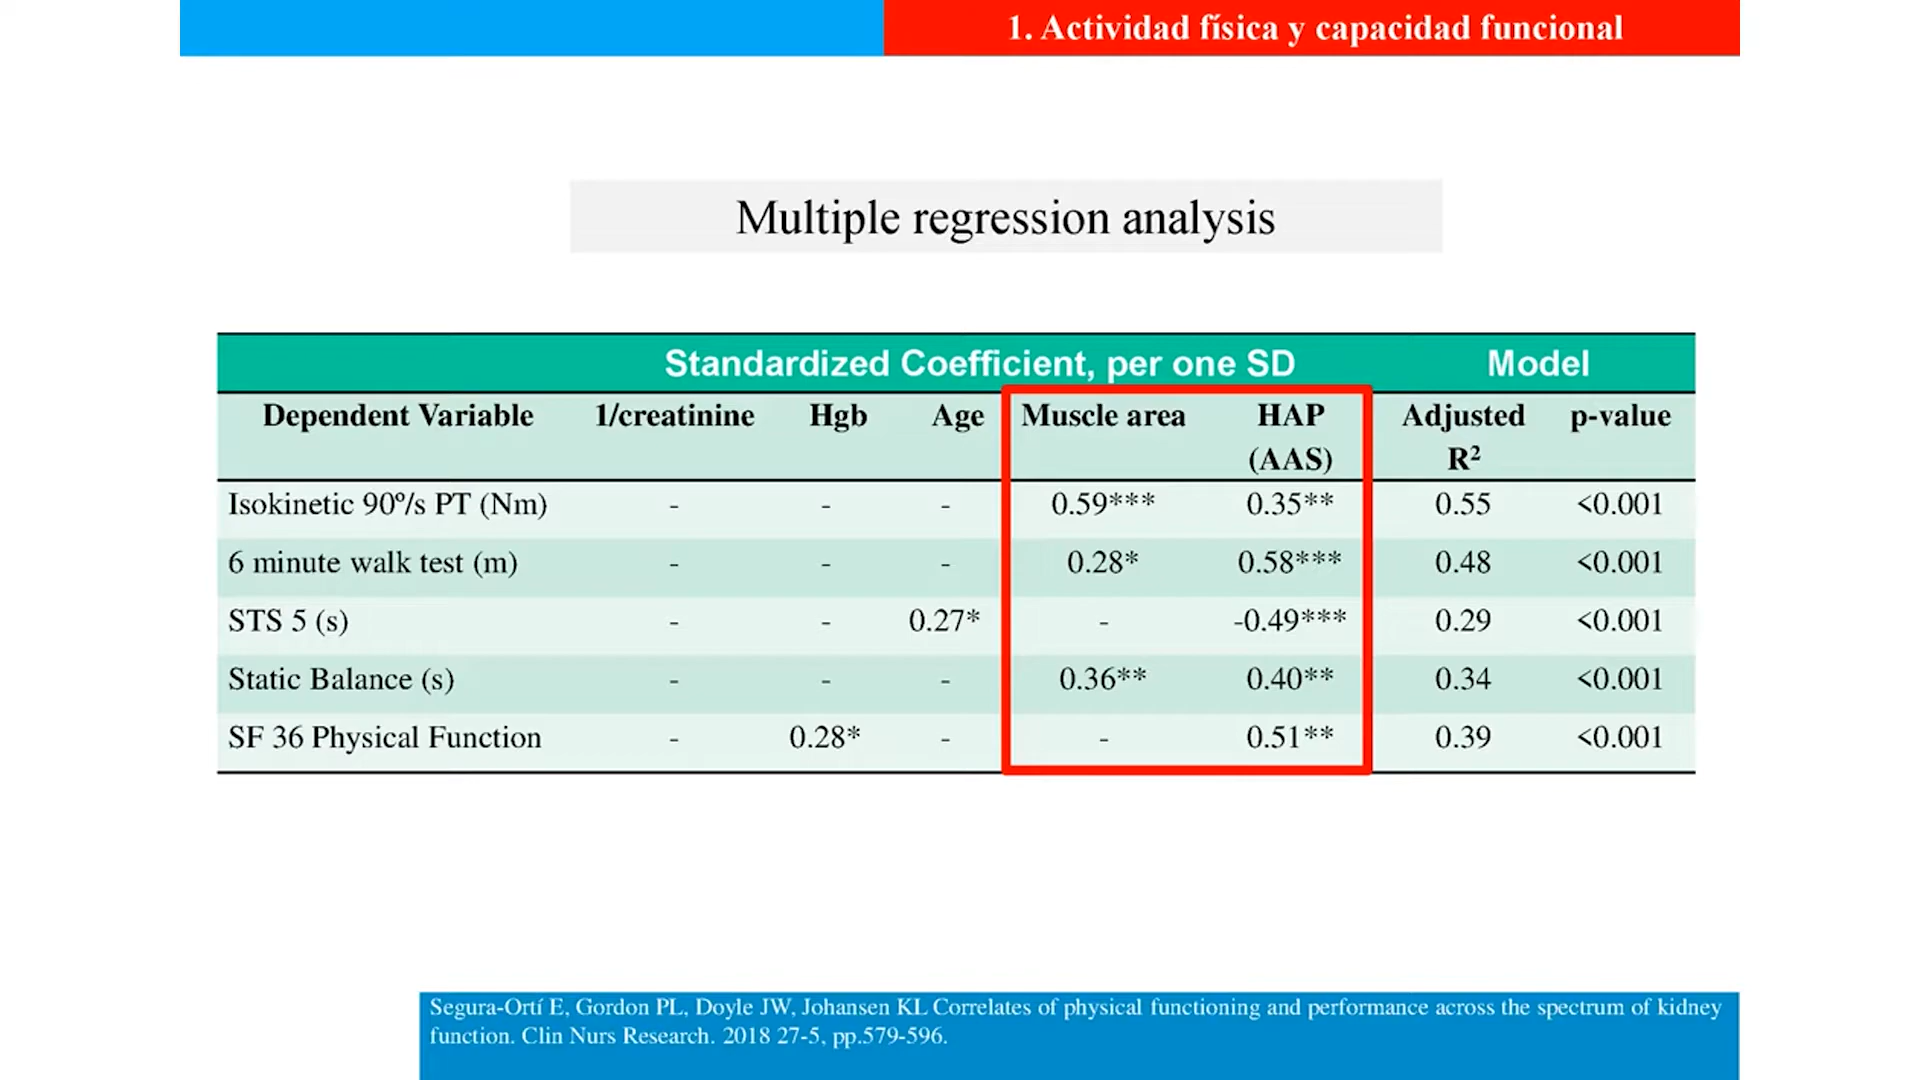 1. Actividad física y capacidad funcional
Multiple regression analysis
Standardized Coefficient, per one SD Model
Dependent Variable 1/creatinine Hgb Age Muscle area HAP (AAS) Adjusted R² p-value
Isokinetic 90º/s PT (Nm) - - - 0.59*** 0.35** 0.55 <0.001
6 minute walk test (m) - - - 0.28* 0.58*** 0.48 <0.001
STS 5 (s) - - 0.27* - -0.49*** 0.29 <0.001
Static Balance (s) - - - 0.36** 0.40** 0.34 <0.001
SF 36 Physical Function - 0.28* - - 0.51** 0.39 <0.001
Segura-Ortí E, Gordon PL, Doyle JW, Johansen KL Correlates of physical functioning and performance across the spectrum of kidney
function. Clin Nurs Research. 2018 27-5, pp.579-596.